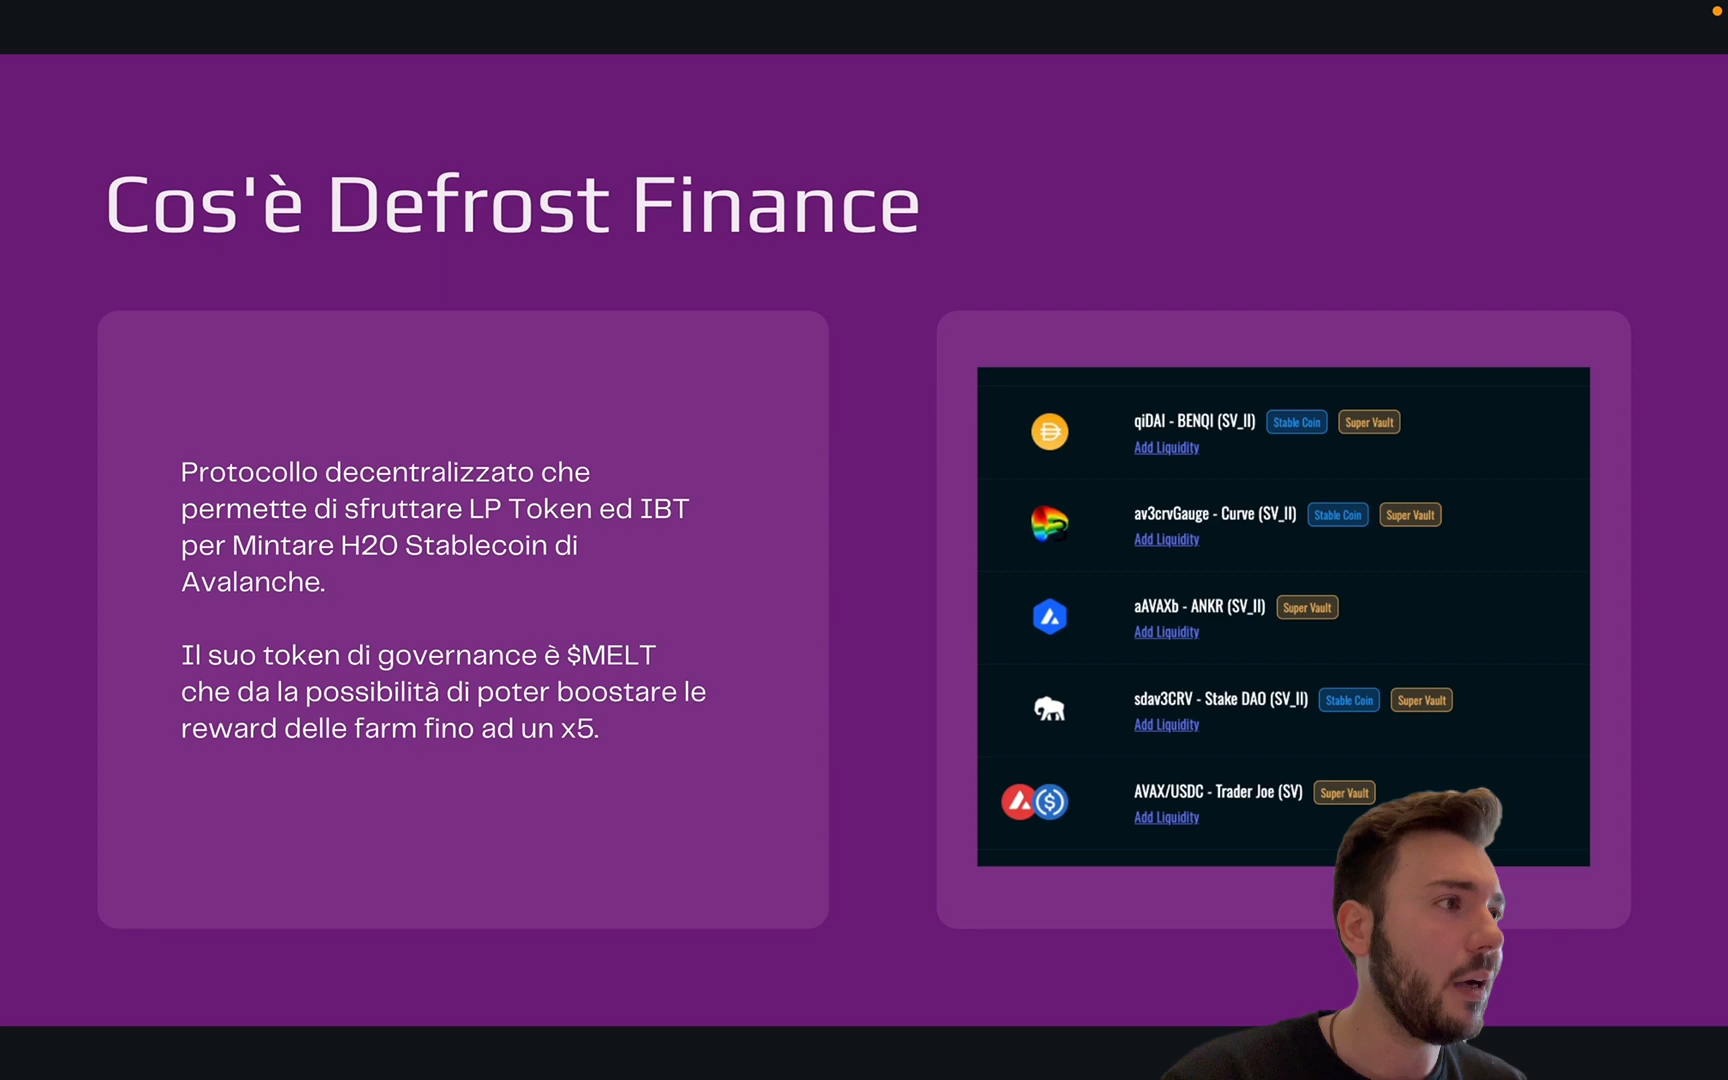 Cos'è Defrost Finance
Protocollo decentralizzato che
permette di sfruttare LP Token ed IBT
per Mintare H2O Stablecoin di
Avalanche.
Il suo token di governance è $MELT
che da la possibilità di poter boostare le
reward delle farm fino ad un x5.
qiDAI - BENQI (SV_II) Stable Coin Super Vault
Add Liquidity
av3crvGauge - Curve (SV_II) Stable Coin Super Vault
Add Liquidity
aAVAXb - ANKR (SV_II) Super Vault
Add Liquidity
sdav3CRV - Stake DAO (SV_II) Stable Coin Super Vault
Add Liquidity
AVAX/USDC - Trader Joe (SV) Super Vault
Add Liquidity